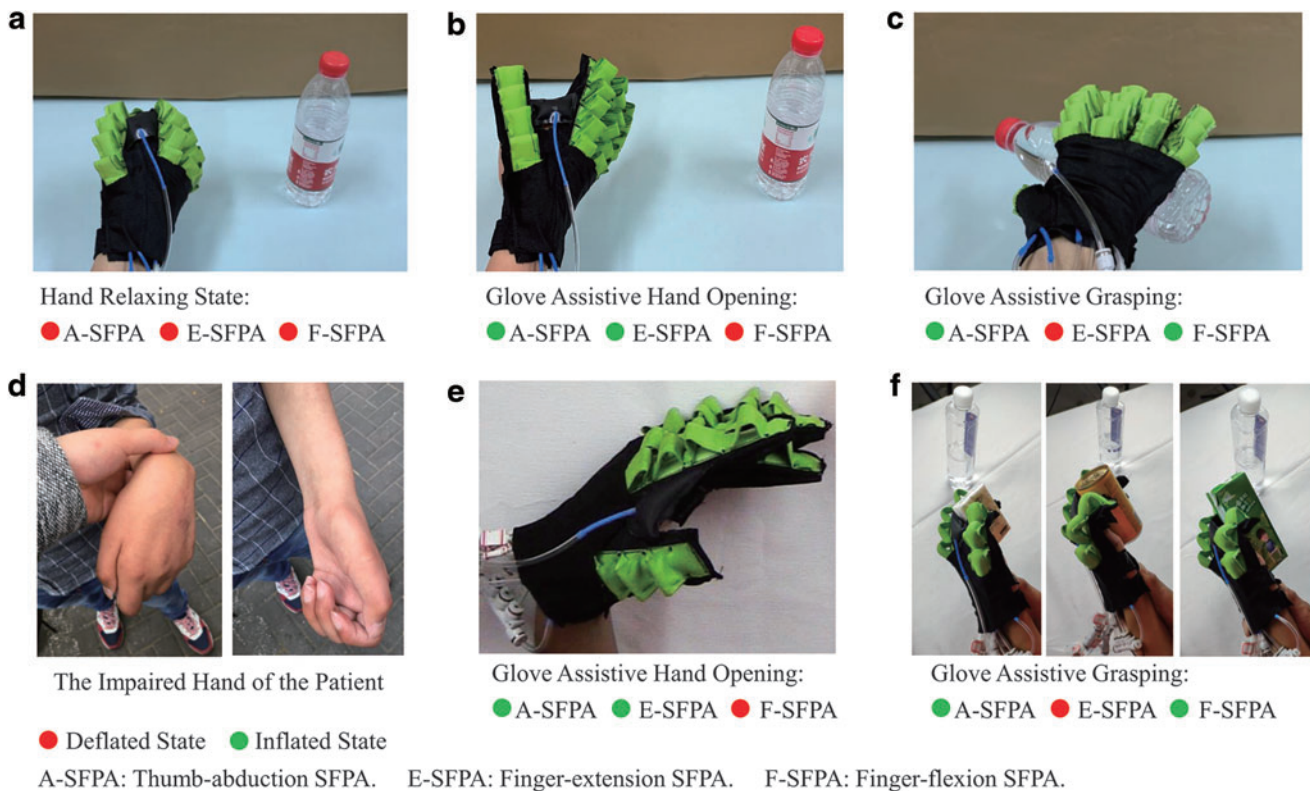 a
b
c
Hand Relaxing State:
A-SFPA E-SFPA F-SFPA
Glove Assistive Hand Opening:
A-SFPA E-SFPA F-SFPA
Glove Assistive Grasping:
A-SFPA E-SFPA F-SFPA
d
e
f
The Impaired Hand of the Patient
Glove Assistive Hand Opening:
A-SFPA E-SFPA F-SFPA
Glove Assistive Grasping:
A-SFPA E-SFPA F-SFPA
Deflated State Inflated State
A-SFPA: Thumb-abduction SFPA. E-SFPA: Finger-extension SFPA. F-SFPA: Finger-flexion SFPA.